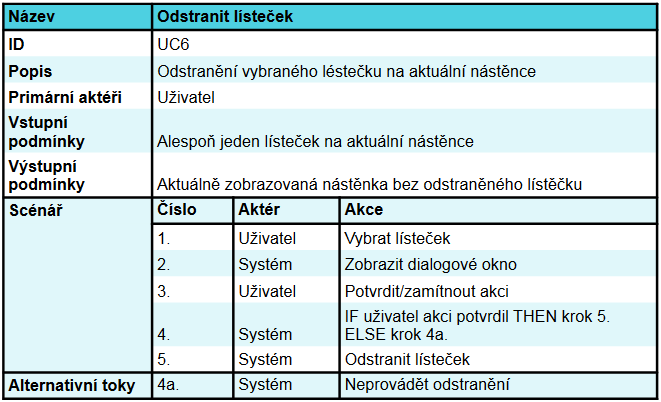 Název Odstranit lísteček
ID UC6
Popis Odstranění vybraného léstečku na aktuální nástěnce
Primární aktéři Uživatel
Vstupní
podmínky Alespoň jeden lísteček na aktuální nástěnce
Výstupní
podmínky Aktuálně zobrazovaná nástěnka bez odstraněného lístěčku
Scénář Číslo Aktér Akce
1. Uživatel Vybrat lísteček
2. Systém Zobrazit dialogové okno
3. Uživatel Potvrdit/zamítnout akci
IF uživatel akci potvrdil THEN krok 5.
4. Systém ELSE krok 4a.
5. Systém Odstranit lísteček
Alternativní toky 4a. Systém Neprovádět odstranění